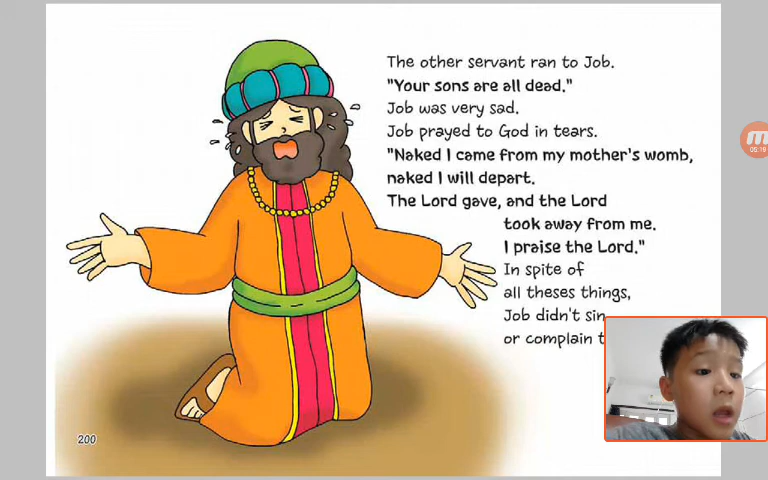 The other servant ran to Job.
"Your sons are all dead."
Job was very sad.
Job prayed to God in tears.
"Naked I came from my mother's womb,
naked I will depart.
The Lord gave, and the Lord
took away from me.
I praise the Lord."
In spite of
all theses things,
Job didn't sin
or complain t
200
05:19